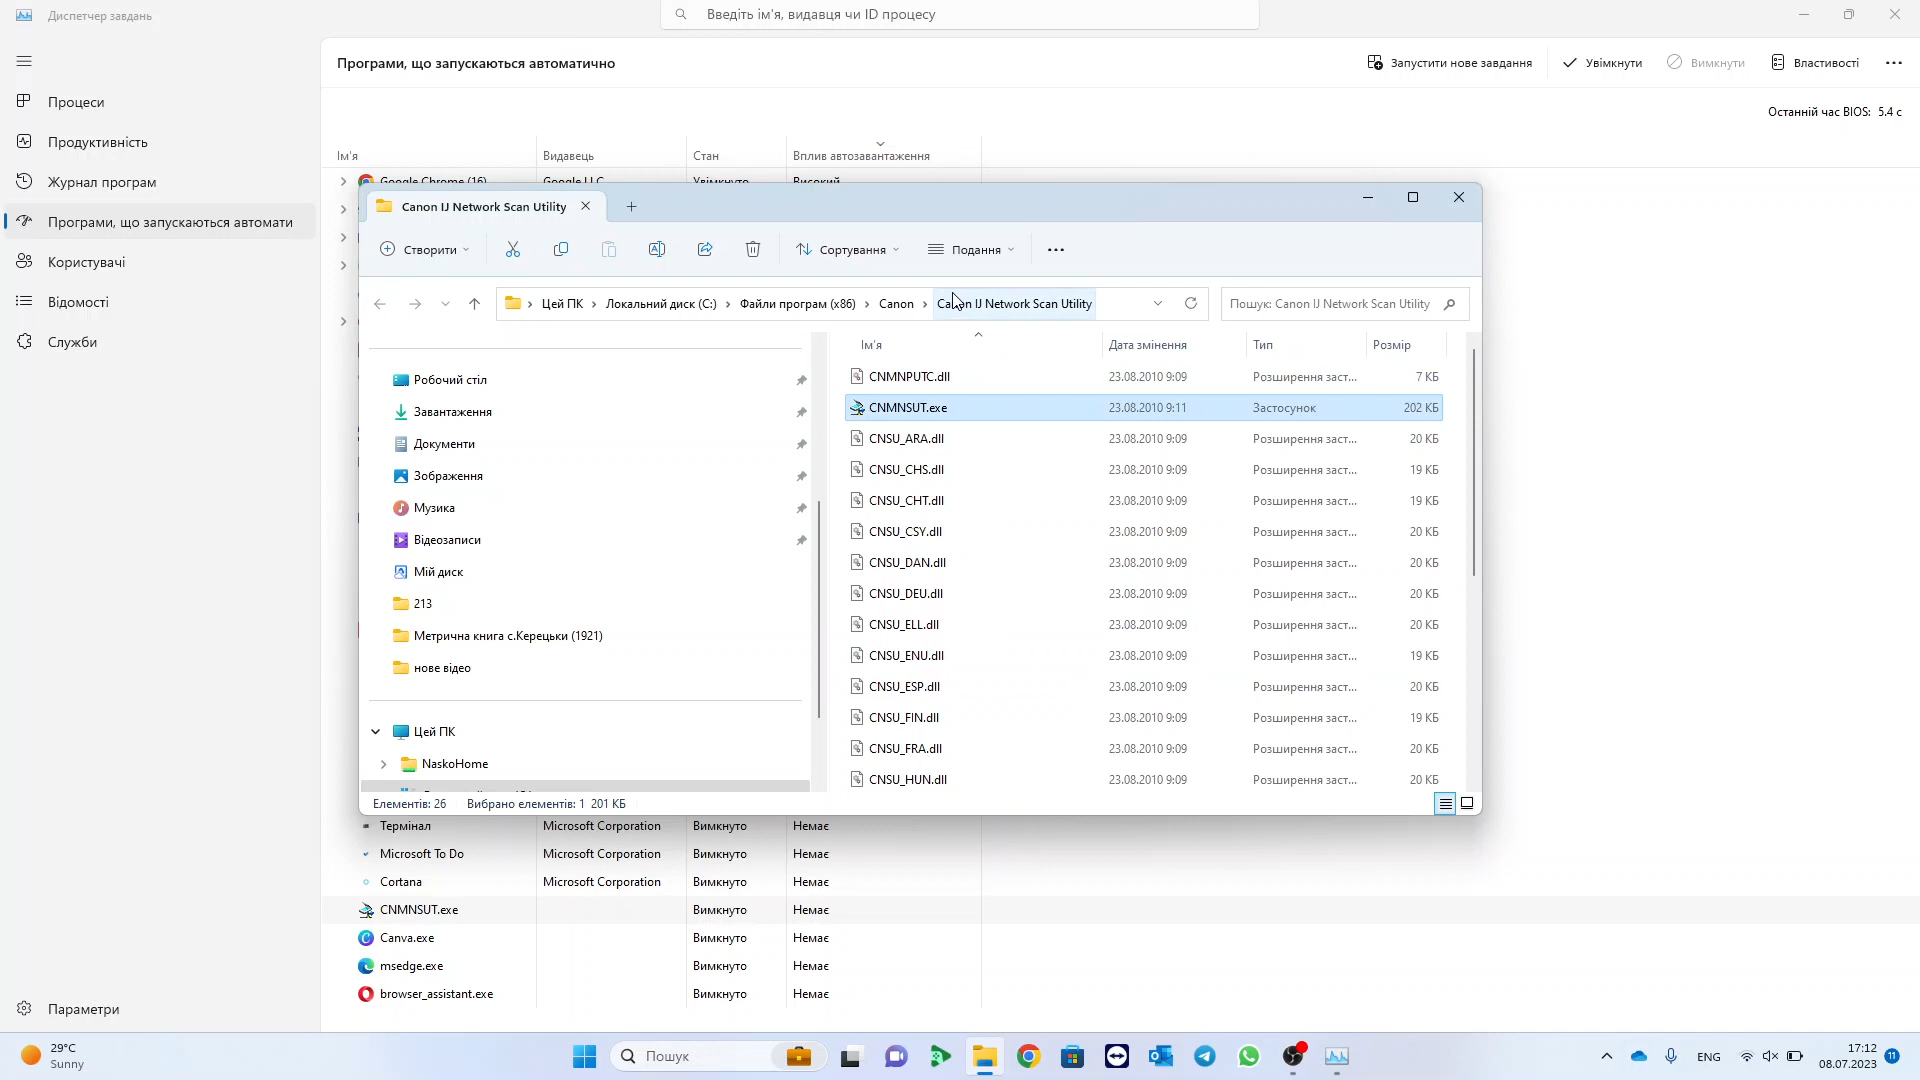 Диспетчер завдань
Введіть ім'я, видавця чи ID процесу
Програми, що запускаються автоматично
Запустити нове завдання
Увімкнути
Вимкнути
Властивості
Останній час BIOS: 5.4 с
Процеси
Продуктивність
Журнал програм
Програми, що запускаються автомати
Користувачі
Відомості
Служби
Параметри
Ім'я
Видавець
Стан
Вплив автозавантаження
Google Chrome (16)
Google LLC
Увімкнуто
Високий
Canon IJ Network Scan Utility
Створити
Сортування
Подання
Цей ПК
Локальний диск (C:)
Файли програм (x86)
Canon
Canon IJ Network Scan Utility
Пошук: Canon IJ Network Scan Utility
Робочий стіл
Завантаження
Документи
Зображення
Музика
Відеозаписи
Мій диск
213
Метрична книга с.Керецьки (1921)
нове відео
Цей ПК
NaskoHome
Ім'я Дата змінення Тип Розмір
CNMNPUTC.dll 23.08.2010 9:09 Розширення заст... 7 КБ
CNMNSUT.exe 23.08.2010 9:11 Застосунок 202 КБ
CNSU_ARA.dll 23.08.2010 9:09 Розширення заст... 20 КБ
CNSU_CHS.dll 23.08.2010 9:09 Розширення заст... 19 КБ
CNSU_CHT.dll 23.08.2010 9:09 Розширення заст... 19 КБ
CNSU_CSY.dll 23.08.2010 9:09 Розширення заст... 20 КБ
CNSU_DAN.dll 23.08.2010 9:09 Розширення заст... 20 КБ
CNSU_DEU.dll 23.08.2010 9:09 Розширення заст... 20 КБ
CNSU_ELL.dll 23.08.2010 9:09 Розширення заст... 20 КБ
CNSU_ENU.dll 23.08.2010 9:09 Розширення заст... 19 КБ
CNSU_ESP.dll 23.08.2010 9:09 Розширення заст... 20 КБ
CNSU_FIN.dll 23.08.2010 9:09 Розширення заст... 19 КБ
CNSU_FRA.dll 23.08.2010 9:09 Розширення заст... 20 КБ
CNSU_HUN.dll 23.08.2010 9:09 Розширення заст... 20 КБ
Елементів: 26 Вибрано елементів: 1 201 КБ
Термінал Microsoft Corporation Вимкнуто Немає
Microsoft To Do Microsoft Corporation Вимкнуто Немає
Cortana Microsoft Corporation Вимкнуто Немає
CNMNSUT.exe Вимкнуто Немає
Canva.exe Вимкнуто Немає
msedge.exe Вимкнуто Немає
browser_assistant.exe Вимкнуто Немає
29°C
Sunny
Пошук
ENG
17:12
08.07.2023
11